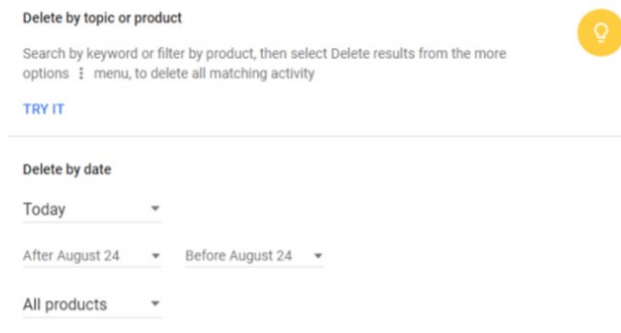 Delete by topic or product
Search by keyword or filter by product, then select Delete results from the more
options ⋮ menu, to delete all matching activity
TRY IT
Delete by date
Today
After August 24 Before August 24
All products